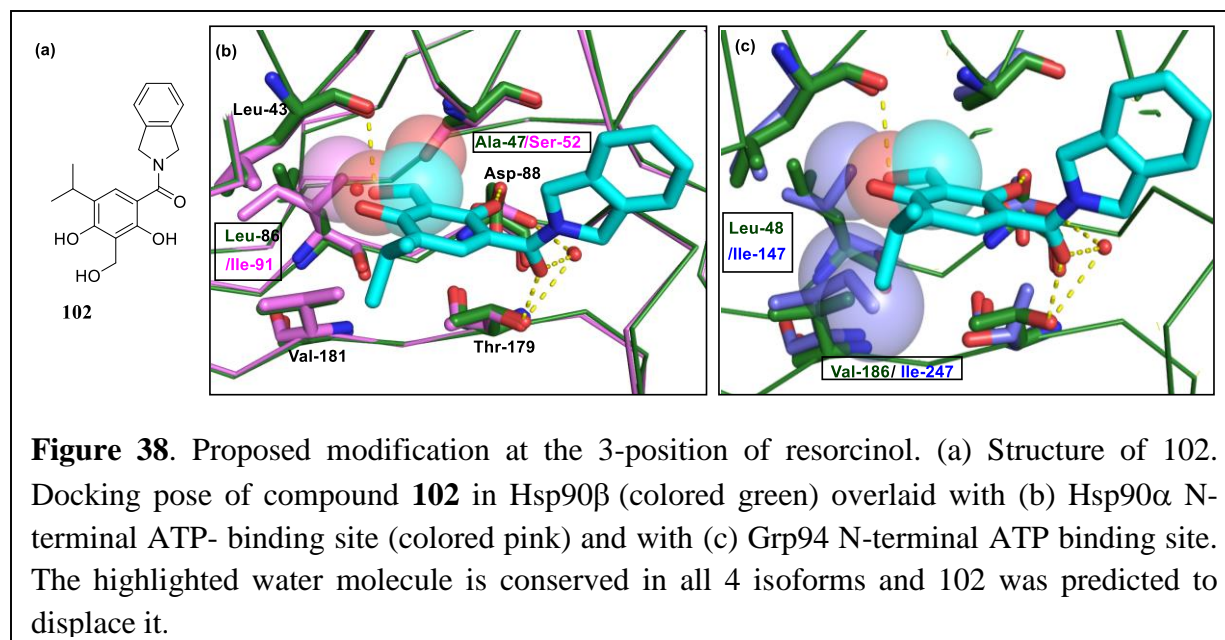 (a)
(b)
(c)
N
O
HO
OH
HO
102
Leu-43
Ala-47/Ser-52
Asp-88
Leu-86
/Ile-91
Val-181
Thr-179
Leu-48
/Ile-147
Val-186/ Ile-247
Figure 38. Proposed modification at the 3-position of resorcinol. (a) Structure of 102.
Docking pose of compound 102 in Hsp90β (colored green) overlaid with (b) Hsp90α N-
terminal ATP- binding site (colored pink) and with (c) Grp94 N-terminal ATP binding site.
The highlighted water molecule is conserved in all 4 isoforms and 102 was predicted to
displace it.